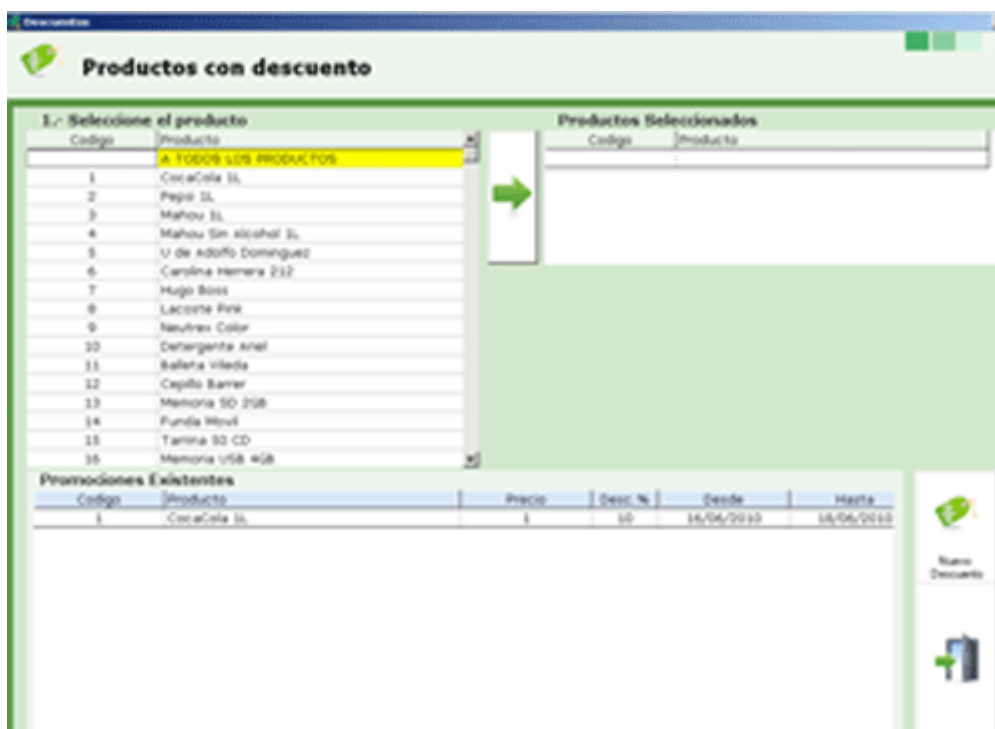 Descuentos
Productos con descuento
1.- Seleccione el producto
Codigo Producto
A TODOS LOS PRODUCTOS
1 CocaCola 1L
2 Pepsi 1L
3 Mahou 1L
4 Mahou Sin Alcohol 1L
5 U de Adolfo Dominguez
6 Carolina Herrera 212
7 Hugo Boss
8 Lacoste Pink
9 Neutrex Color
10 Detergente Ariel
11 Balleta Vileda
12 Cepillo Barrer
13 Memoria SD 2GB
14 Funda Movil
15 Tarrina 50 CD
16 Memoria USB 4GB
Productos Seleccionados
Codigo Producto
Promociones Existentes
Codigo Producto Precio Desc. % Desde Hasta
1 CocaCola 1L 1 10 16/06/2010 18/06/2010
Nuevo
Descuento